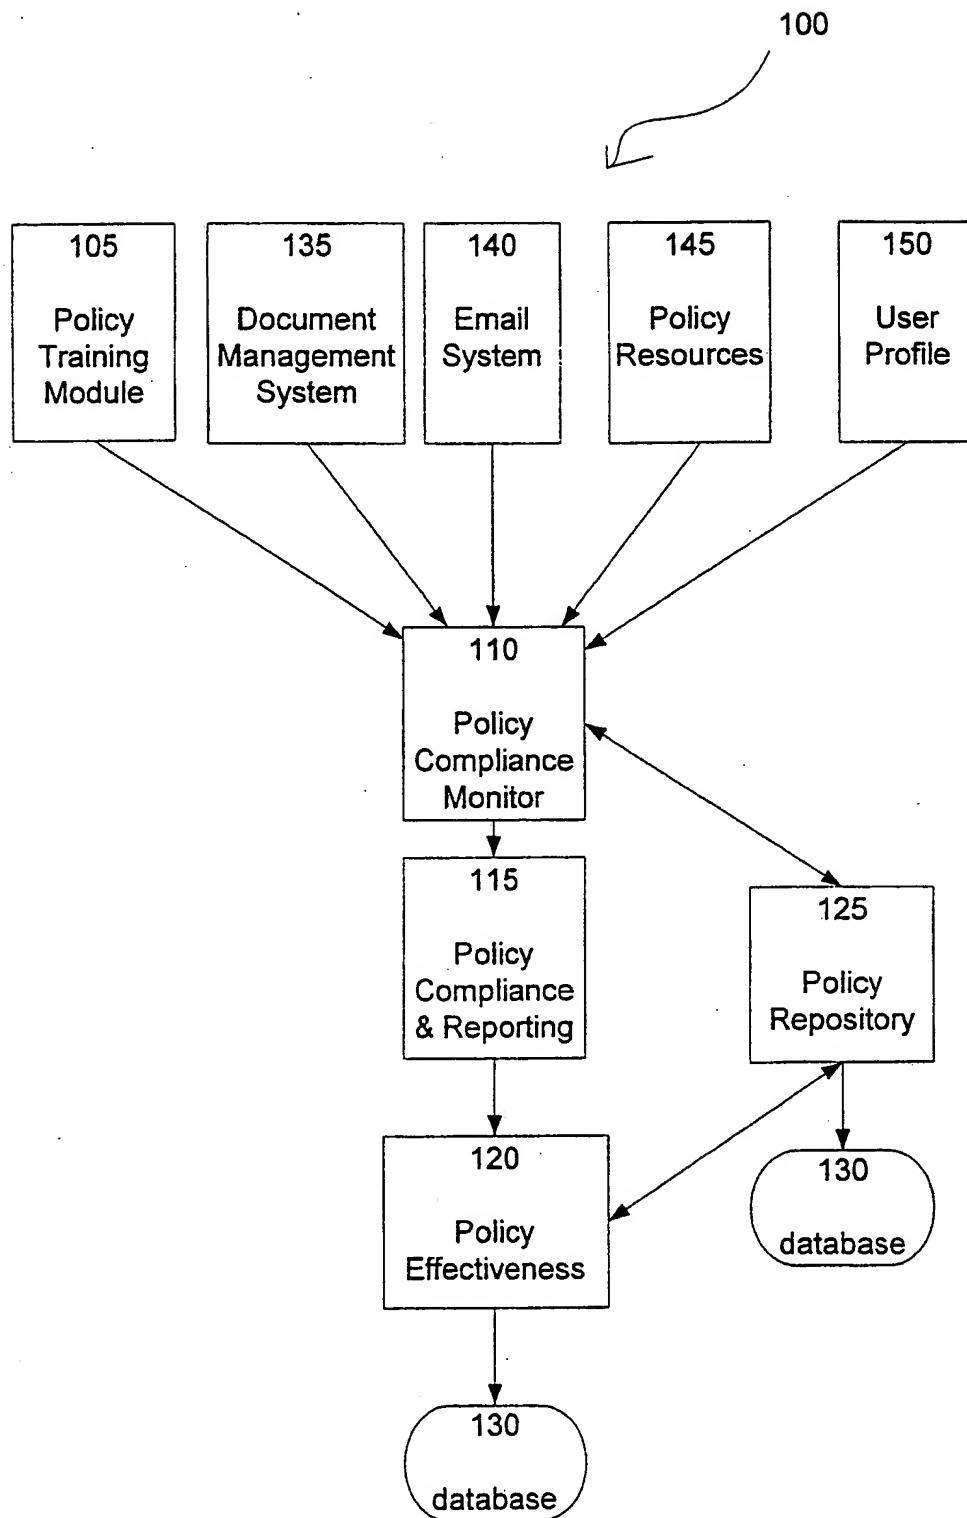 100
105
Policy
Training
Module
135
Document
Management
System
140
Email
System
145
Policy
Resources
150
User
Profile
110
Policy
Compliance
Monitor
115
Policy
Compliance
& Reporting
125
Policy
Repository
120
Policy
Effectiveness
130
database
130
database